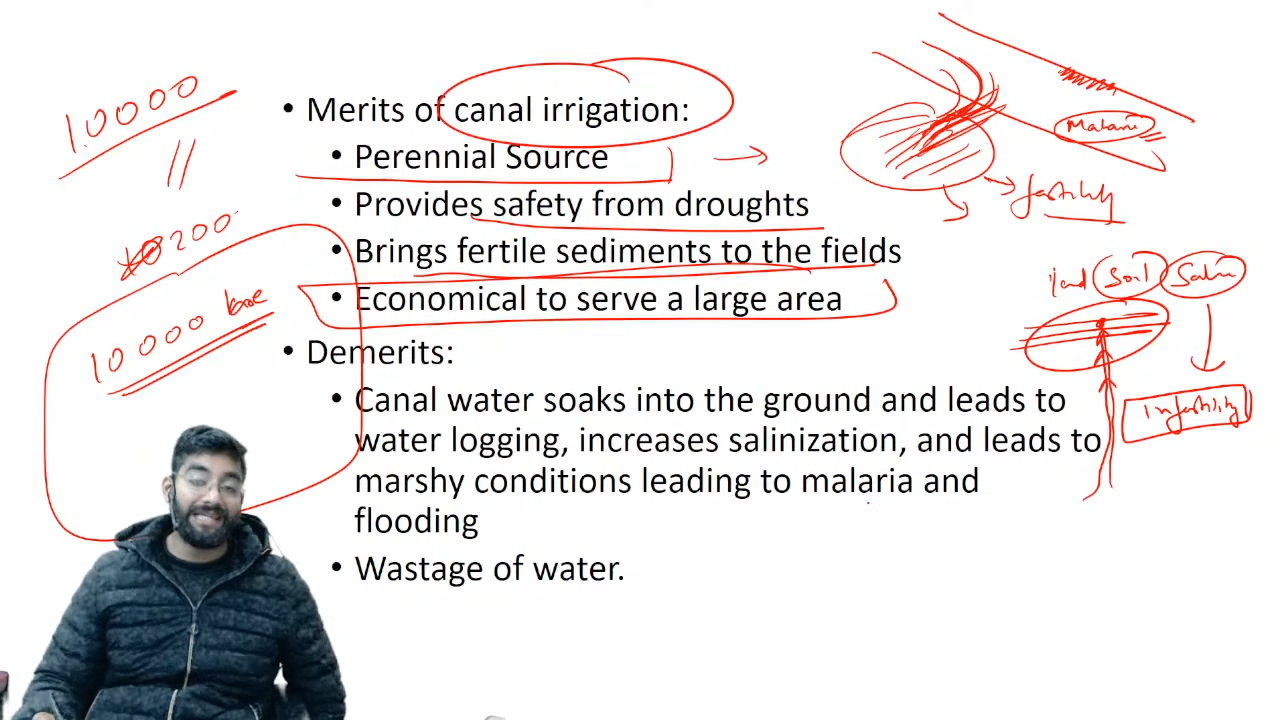 10000
• Merits of canal irrigation:
• Perennial Source
Malaria
• Provides safety from droughts
fertility
200
• Brings fertile sediments to the fields
Soil Salin
• Economical to serve a large area
10000
• Demerits:
• Canal water soaks into the ground and leads to
Infertility
water logging, increases salinization, and leads to
marshy conditions leading to malaria and
flooding
• Wastage of water.